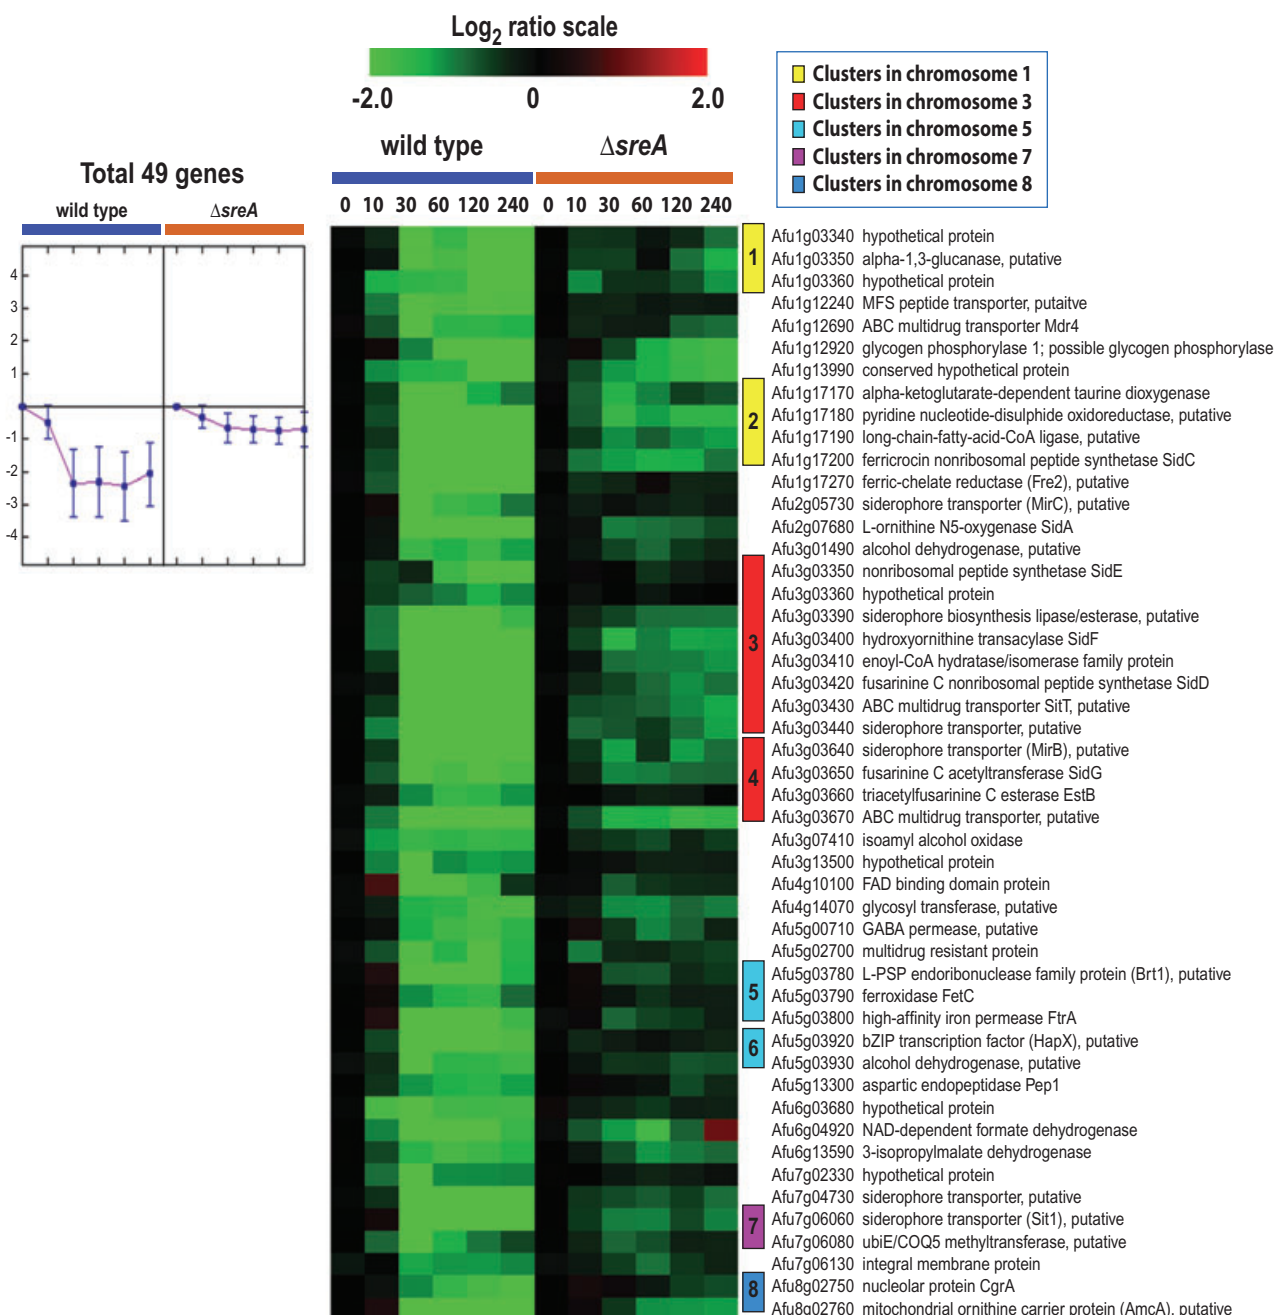 Log2 ratio scale
-2.0 0 2.0
Clusters in chromosome 1
Clusters in chromosome 3
Clusters in chromosome 5
Clusters in chromosome 7
Clusters in chromosome 8
wild type ΔsreA
0 10 30 60 120 240 0 10 30 60 120 240
Total 49 genes
wild type ΔsreA
4
3
2
1
-1
-2
-3
-4
1
2
3
4
5
6
7
8
Afu1g03340 hypothetical protein
Afu1g03350 alpha-1,3-glucanase, putative
Afu1g03360 hypothetical protein
Afu1g12240 MFS peptide transporter, putaitve
Afu1g12690 ABC multidrug transporter Mdr4
Afu1g12920 glycogen phosphorylase 1; possible glycogen phosphorylase
Afu1g13990 conserved hypothetical protein
Afu1g17170 alpha-ketoglutarate-dependent taurine dioxygenase
Afu1g17180 pyridine nucleotide-disulphide oxidoreductase, putative
Afu1g17190 long-chain-fatty-acid-CoA ligase, putative
Afu1g17200 ferricrocin nonribosomal peptide synthetase SidC
Afu1g17270 ferric-chelate reductase (Fre2), putative
Afu2g05730 siderophore transporter (MirC), putative
Afu2g07680 L-ornithine N5-oxygenase SidA
Afu3g01490 alcohol dehydrogenase, putative
Afu3g03350 nonribosomal peptide synthetase SidE
Afu3g03360 hypothetical protein
Afu3g03390 siderophore biosynthesis lipase/esterase, putative
Afu3g03400 hydroxyornithine transacylase SidF
Afu3g03410 enoyl-CoA hydratase/isomerase family protein
Afu3g03420 fusarinine C nonribosomal peptide synthetase SidD
Afu3g03430 ABC multidrug transporter SitT, putative
Afu3g03440 siderophore transporter, putative
Afu3g03640 siderophore transporter (MirB), putative
Afu3g03650 fusarinine C acetyltransferase SidG
Afu3g03660 triacetylfusarinine C esterase EstB
Afu3g03670 ABC multidrug transporter, putative
Afu3g07410 isoamyl alcohol oxidase
Afu3g13500 hypothetical protein
Afu4g10100 FAD binding domain protein
Afu4g14070 glycosyl transferase, putative
Afu5g00710 GABA permease, putative
Afu5g02700 multidrug resistant protein
Afu5g03780 L-PSP endoribonuclease family protein (Brt1), putative
Afu5g03790 ferroxidase FetC
Afu5g03800 high-affinity iron permease FtrA
Afu5g03920 bZIP transcription factor (HapX), putative
Afu5g03930 alcohol dehydrogenase, putative
Afu5g13300 aspartic endopeptidase Pep1
Afu6g03680 hypothetical protein
Afu6g04920 NAD-dependent formate dehydrogenase
Afu6g13590 3-isopropylmalate dehydrogenase
Afu7g02330 hypothetical protein
Afu7g04730 siderophore transporter, putative
Afu7g06060 siderophore transporter (Sit1), putative
Afu7g06080 ubiE/COQ5 methyltransferase, putative
Afu7g06130 integral membrane protein
Afu8g02750 nucleolar protein CgrA
Afu8g02760 mitochondrial ornithine carrier protein (AmcA), putative